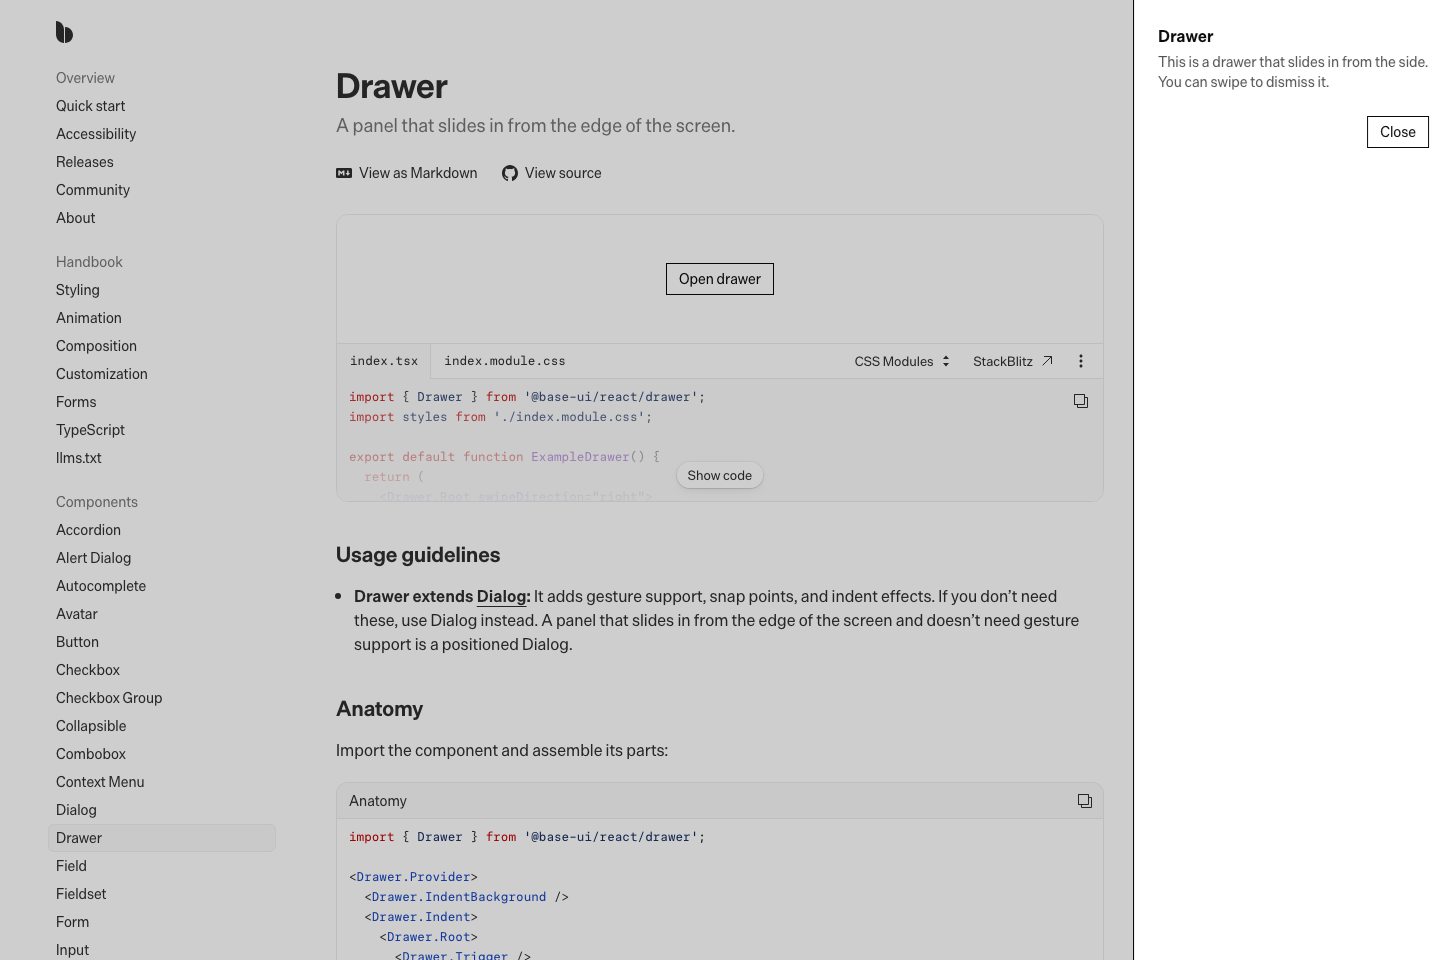 Overview
Quick start
Accessibility
Releases
Community
About
Handbook
Styling
Animation
Composition
Customization
Forms
TypeScript
llms.txt
Components
Accordion
Alert Dialog
Autocomplete
Avatar
Button
Checkbox
Checkbox Group
Collapsible
Combobox
Context Menu
Dialog
Drawer
Field
Fieldset
Form
Input
Drawer
A panel that slides in from the edge of the screen.
View as Markdown View source
Open drawer
index.tsx index.module.css CSS Modules StackBlitz
import { Drawer } from '@base-ui/react/drawer';
import styles from './index.module.css';
export default function ExampleDrawer() {
return (
<Drawer.Root swipeDirection="right">
Show code
Usage guidelines
Drawer extends Dialog: It adds gesture support, snap points, and indent effects. If you don’t need
these, use Dialog instead. A panel that slides in from the edge of the screen and doesn’t need gesture
support is a positioned Dialog.
Anatomy
Import the component and assemble its parts:
Anatomy
import { Drawer } from '@base-ui/react/drawer';
<Drawer.Provider>
<Drawer.IndentBackground />
<Drawer.Indent>
<Drawer.Root>
<Drawer.Trigger />
Drawer
This is a drawer that slides in from the side.
You can swipe to dismiss it.
Close